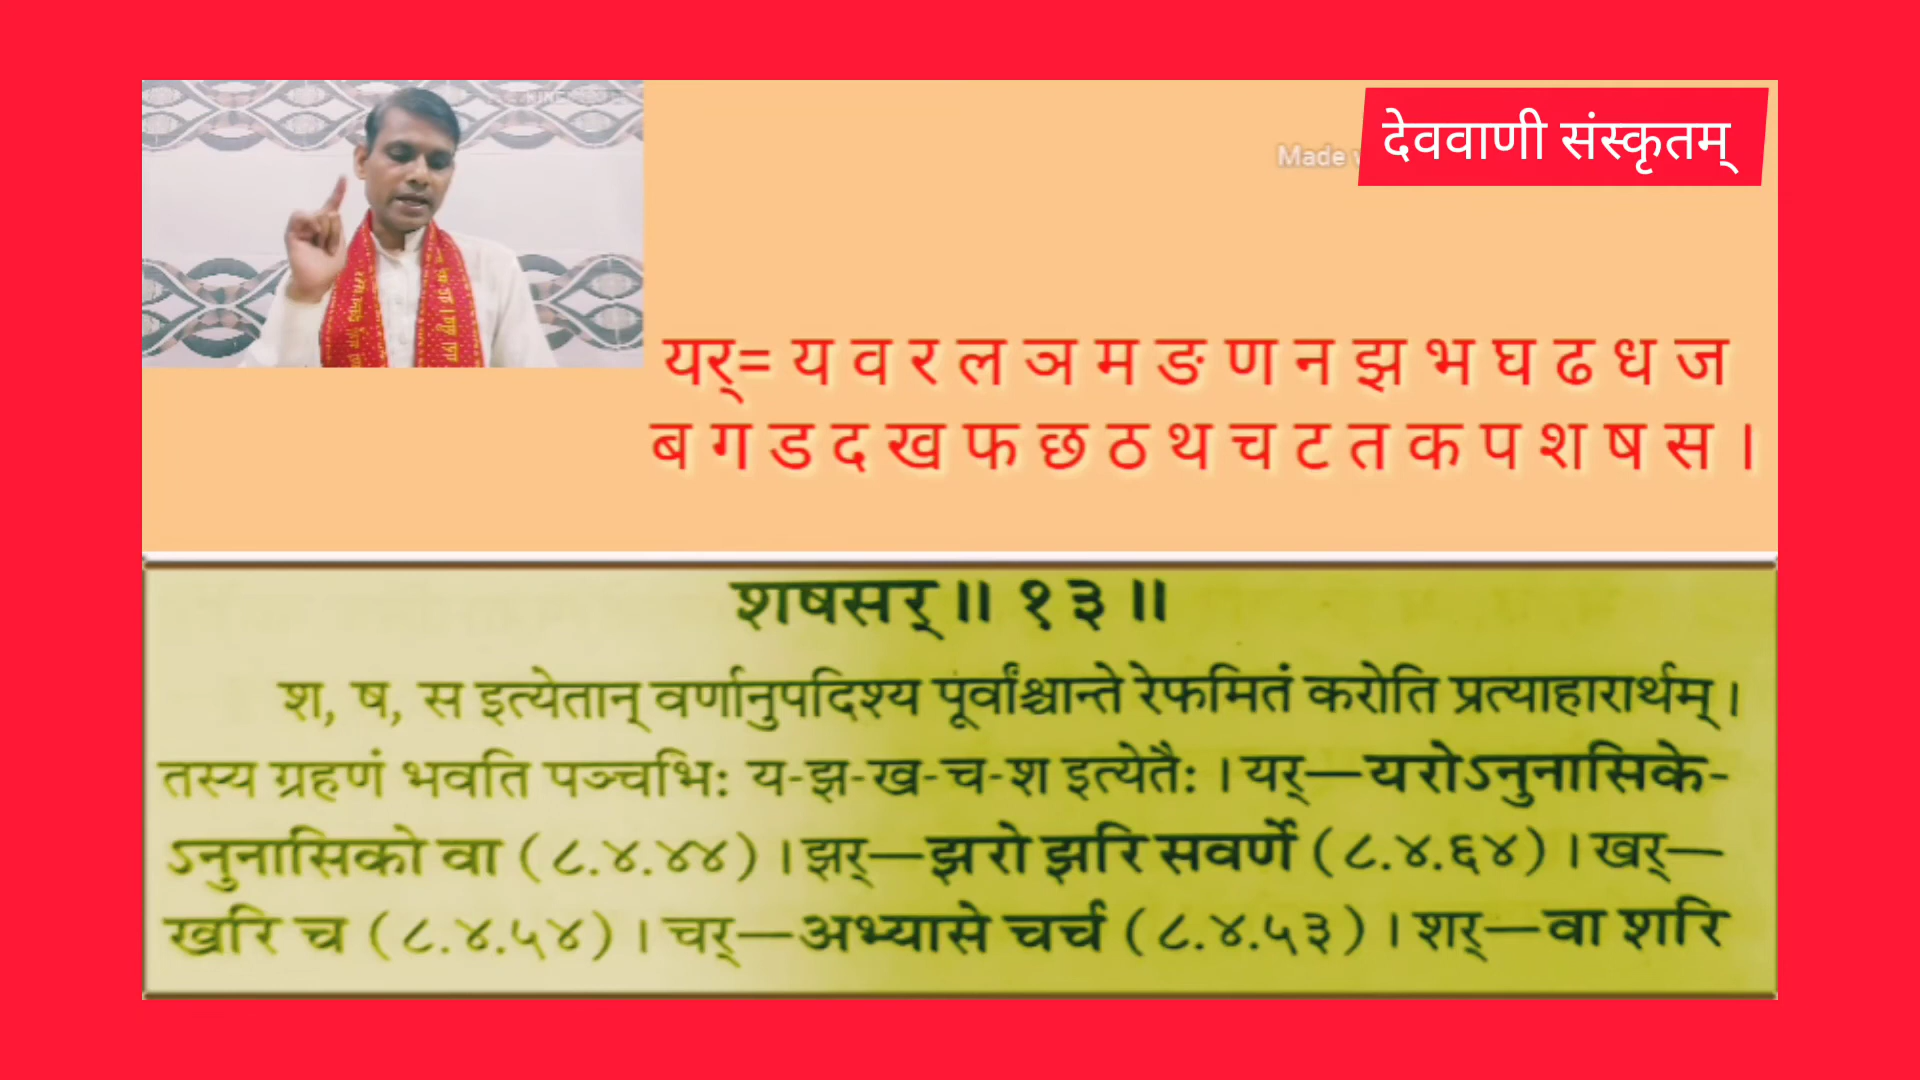 देववाणी संस्कृतम्
Made
यर्= य व र ल ञ म ङ ण न झ भ घ ढ ध ज
ब ग ड द ख फ छ ठ थ च ट त क प श ष स ।
शषसर् ॥ १३ ॥
श, ष, स इत्येतान् वर्णानुपदिश्य पूर्वांश्चान्ते रेफमितं करोति प्रत्याहारार्थम् ।
तस्य ग्रहणं भवति पञ्चभिः य-झ-ख-च-श इत्येतैः । यर्—यरोऽनुनासिके-
ऽनुनासिको वा (८.४.४४) । झर्—झरो झरि सवर्णे (८.४.६४) । खर्—
खरि च (८.४.५४) । चर्—अभ्यासे चर्च (८.४.५३) । शर्—वा शरि